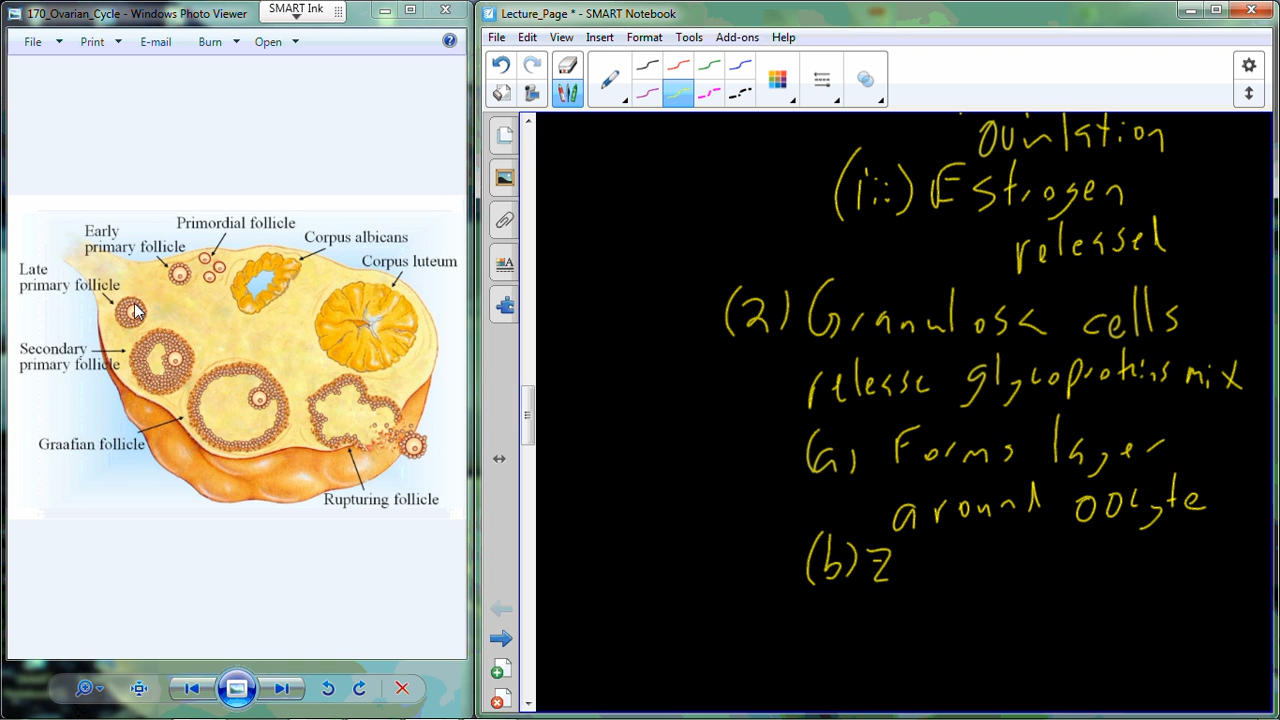 170_Ovarian_Cycle - Windows Photo Viewer
SMART Ink
File Print E-mail Burn Open
Early
primary follicle
Primordial follicle
Corpus albicans
Corpus luteum
Late
primary follicle
Secondary
primary follicle
Graafian follicle
Rupturing follicle
Lecture_Page * - SMART Notebook
File Edit View Insert Format Tools Add-ons Help
(iii) Estrogen
released
(2) Granulosa cells
release glycoproteins mix
(a) Forms layer
around oocyte
(b) Z